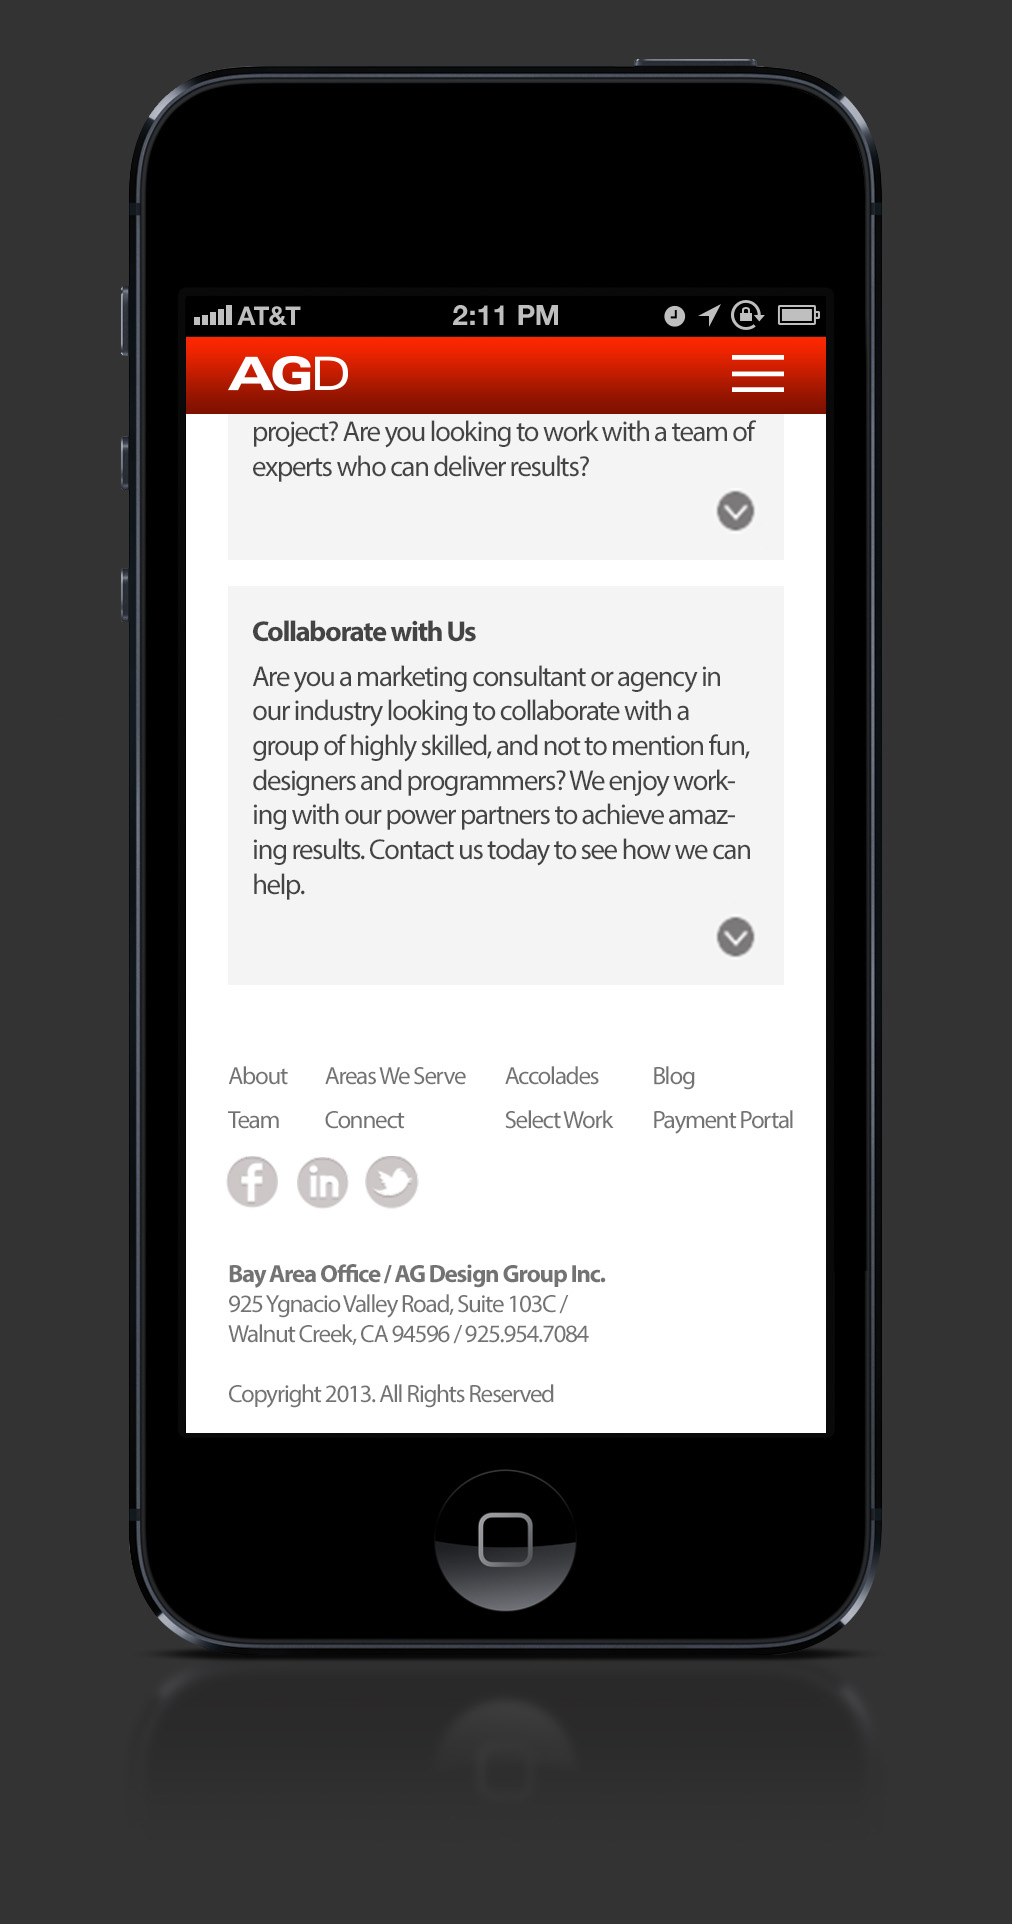 AT&T 2:11 PM
AGD
project? Are you looking to work with a team of
experts who can deliver results?
Collaborate with Us
Are you a marketing consultant or agency in
our industry looking to collaborate with a
group of highly skilled, and not to mention fun,
designers and programmers? We enjoy work-
ing with our power partners to achieve amaz-
ing results. Contact us today to see how we can
help.
About Areas We Serve Accolades Blog
Team Connect Select Work Payment Portal
f in
Bay Area Office / AG Design Group Inc.
925 Ygnacio Valley Road, Suite 103C /
Walnut Creek, CA 94596 / 925.954.7084
Copyright 2013. All Rights Reserved